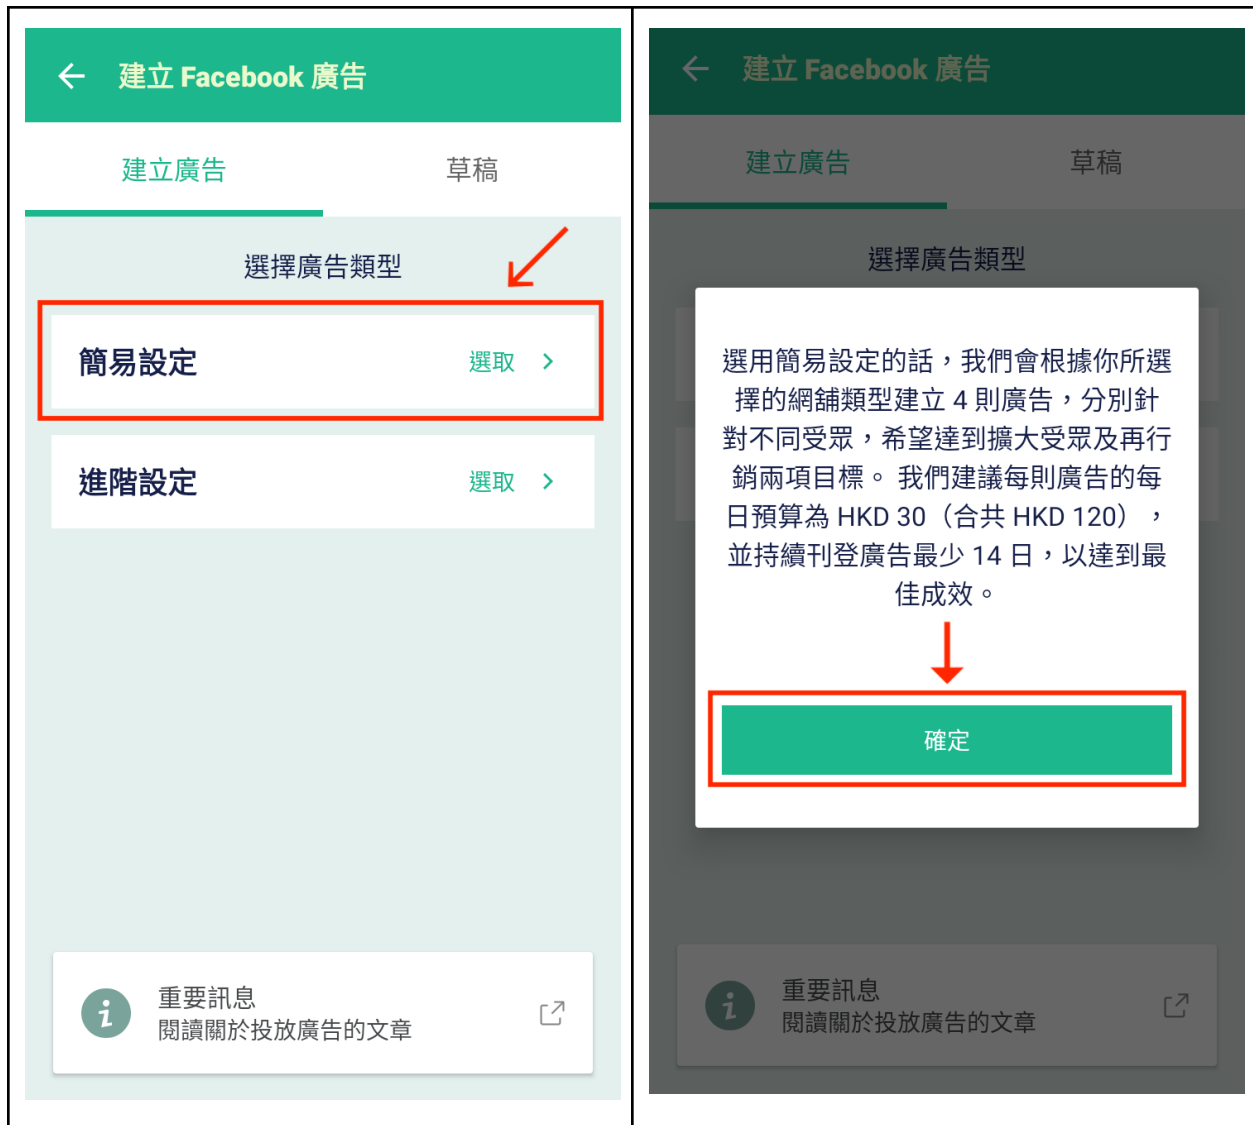 建立 Facebook 廣告
建立廣告
草稿
選擇廣告類型
簡易設定
選取
進階設定
選取
重要訊息
閱讀關於投放廣告的文章
建立 Facebook 廣告
建立廣告
草稿
選擇廣告類型
選用簡易設定的話，我們會根據你所選
擇的網舖類型建立 4 則廣告，分別針
對不同受眾，希望達到擴大受眾及再行
銷兩項目標。 我們建議每則廣告的每
日預算為 HKD 30（合共 HKD 120），
並持續刊登廣告最少 14 日，以達到最
佳成效。
確定
重要訊息
閱讀關於投放廣告的文章